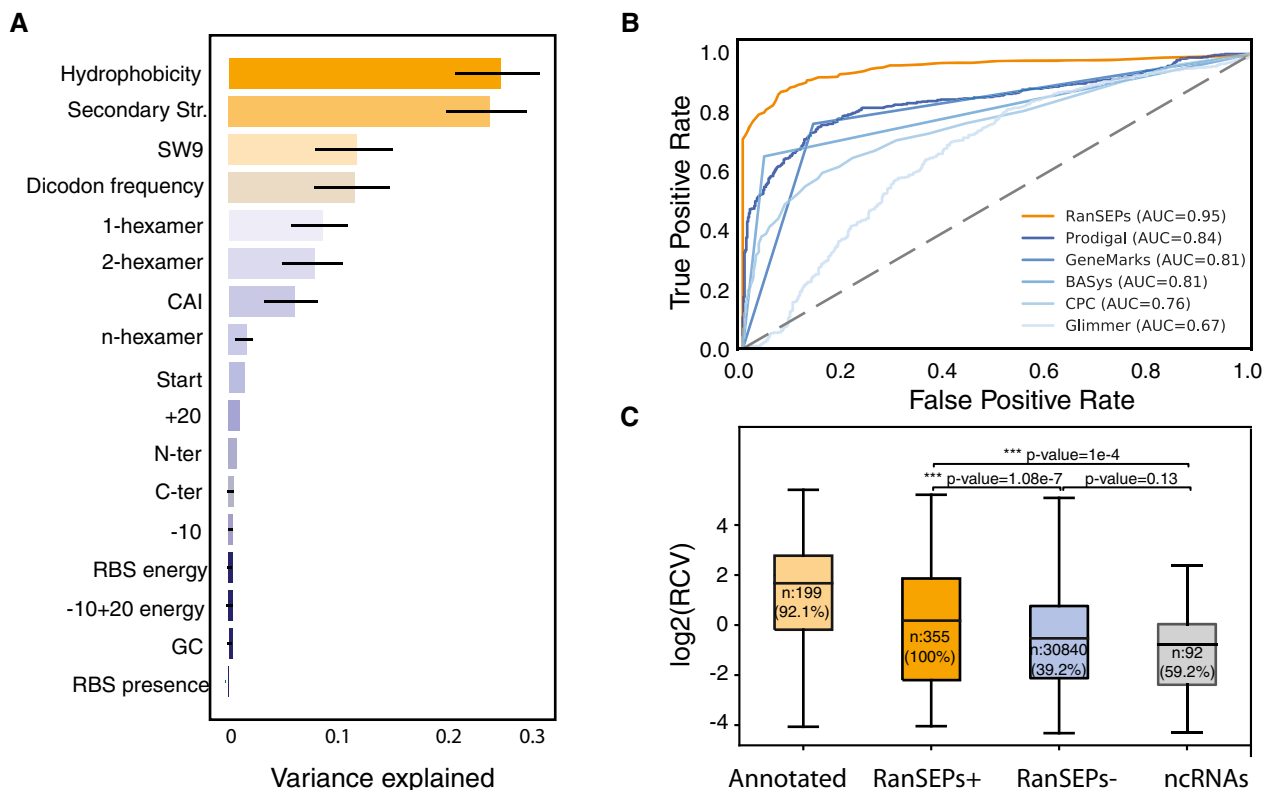 A
Hydrophobicity
Secondary Str.
SW9
Dicodon frequency
1-hexamer
2-hexamer
CAI
n-hexamer
Start
+20
N-ter
C-ter
-10
RBS energy
-10+20 energy
GC
RBS presence
0 0.1 0.2 0.3
Variance explained
B
True Positive Rate
1.0
0.8
0.6
0.4
0.2
0.0
RanSEPs (AUC=0.95)
Prodigal (AUC=0.84)
GeneMarks (AUC=0.81)
BASys (AUC=0.81)
CPC (AUC=0.76)
Glimmer (AUC=0.67)
0.0 0.2 0.4 0.6 0.8 1.0
False Positive Rate
C
*** p-value=1e-4
*** p-value=1.08e-7 p-value=0.13
log2(RCV)
4
2
0
-2
-4
n:199
(92.1%)
n:355
(100%)
n:30840
(39.2%)
n:92
(59.2%)
Annotated RanSEPs+ RanSEPs- ncRNAs